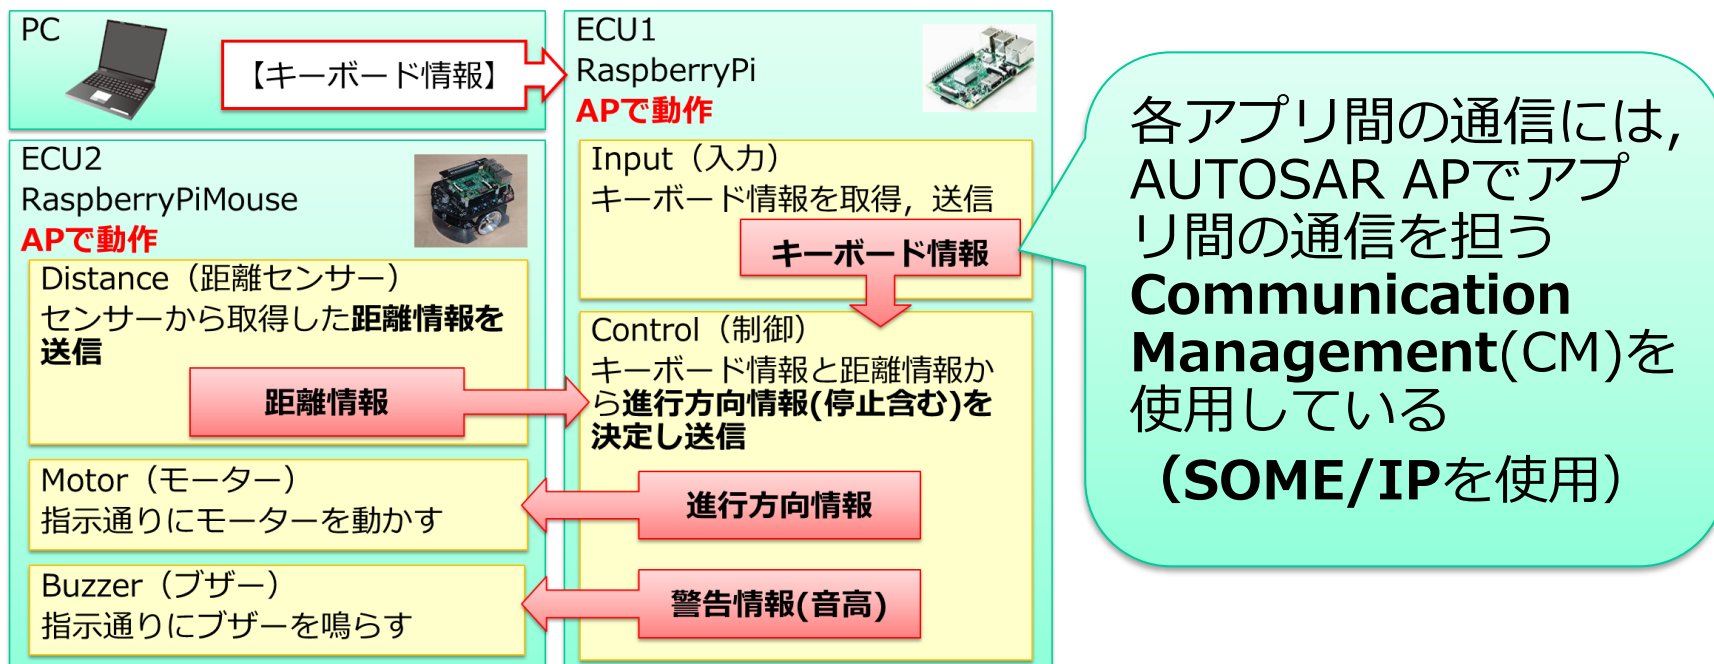 PC
【キーボード情報】
ECU1
RaspberryPi
APで動作
Input（入力）
キーボード情報を取得，送信
キーボード情報
Control（制御）
キーボード情報と距離情報か
ら進行方向情報(停止含む)を
決定し送信
進行方向情報
警告情報(音高)
ECU2
RaspberryPiMouse
APで動作
Distance（距離センサー）
センサーから取得した距離情報を
送信
距離情報
Motor（モーター）
指示通りにモーターを動かす
Buzzer（ブザー）
指示通りにブザーを鳴らす
各アプリ間の通信には，
AUTOSAR APでアプ
リ間の通信を担う
Communication
Management(CM)を
使用している
（SOME/IPを使用）